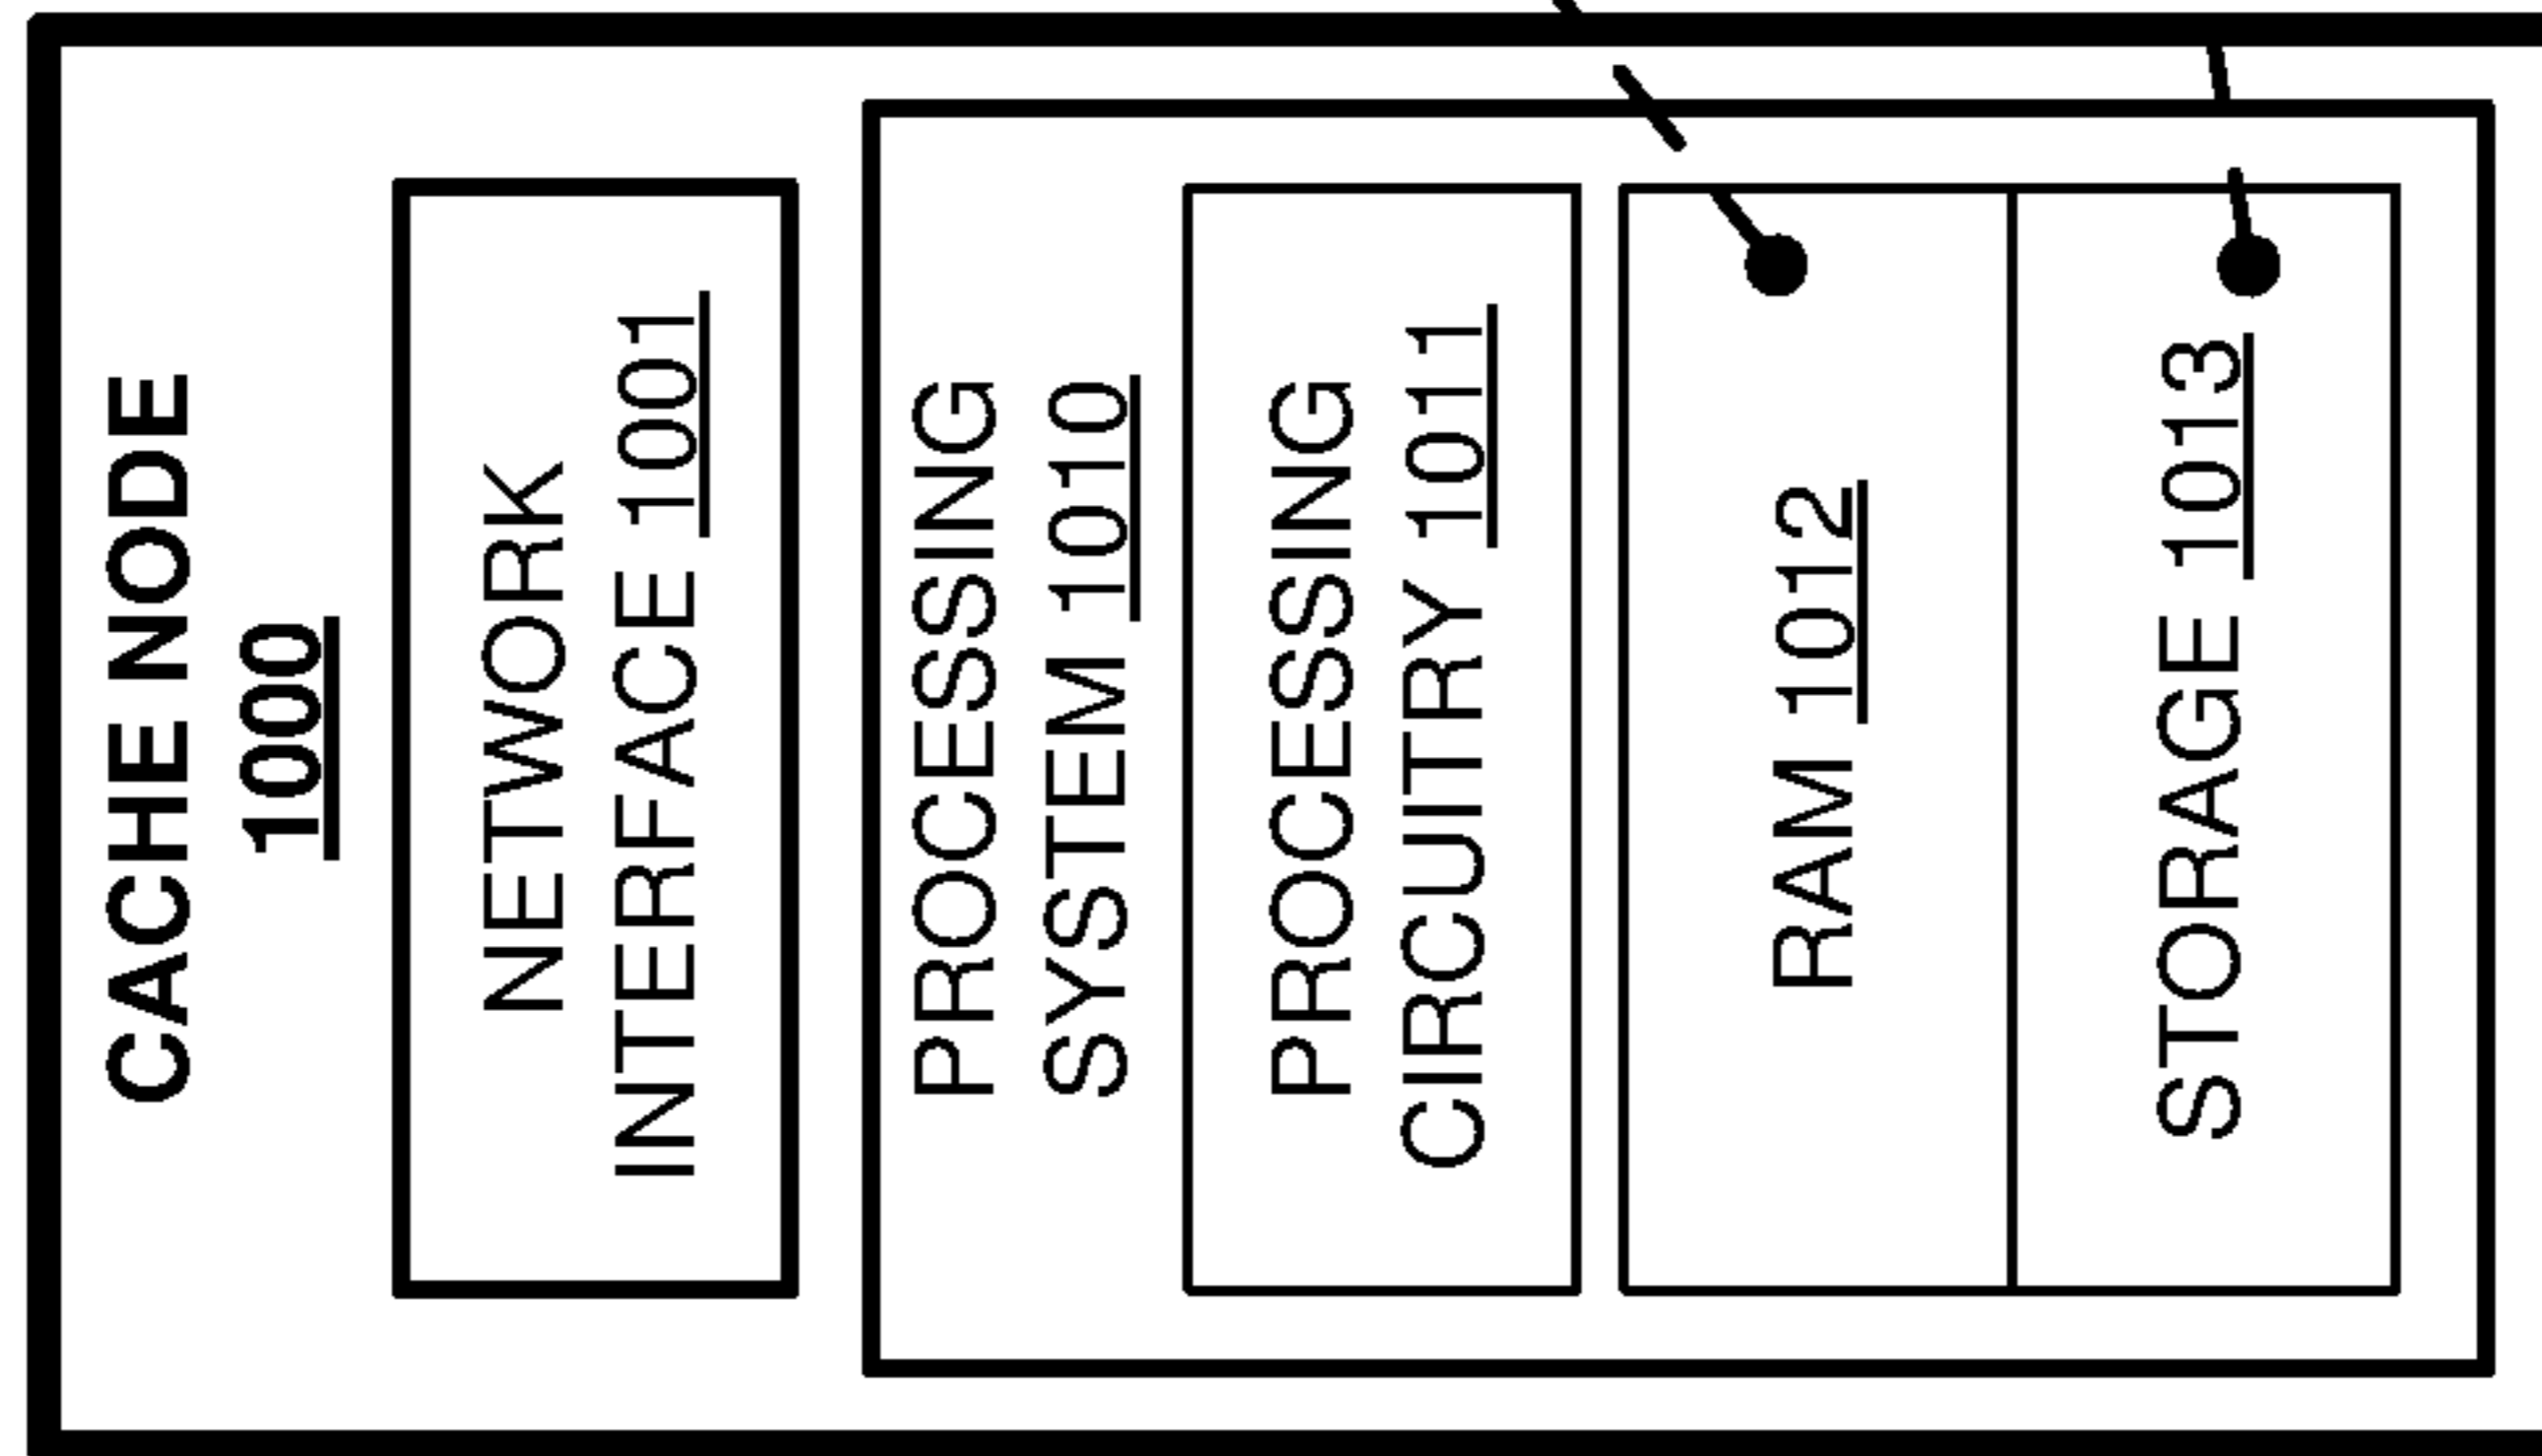 CACHE NODE
1000
NETWORK
INTERFACE 1001
PROCESSING
SYSTEM 1010
PROCESSING
CIRCUITRY 1011
RAM 1012
STORAGE 1013